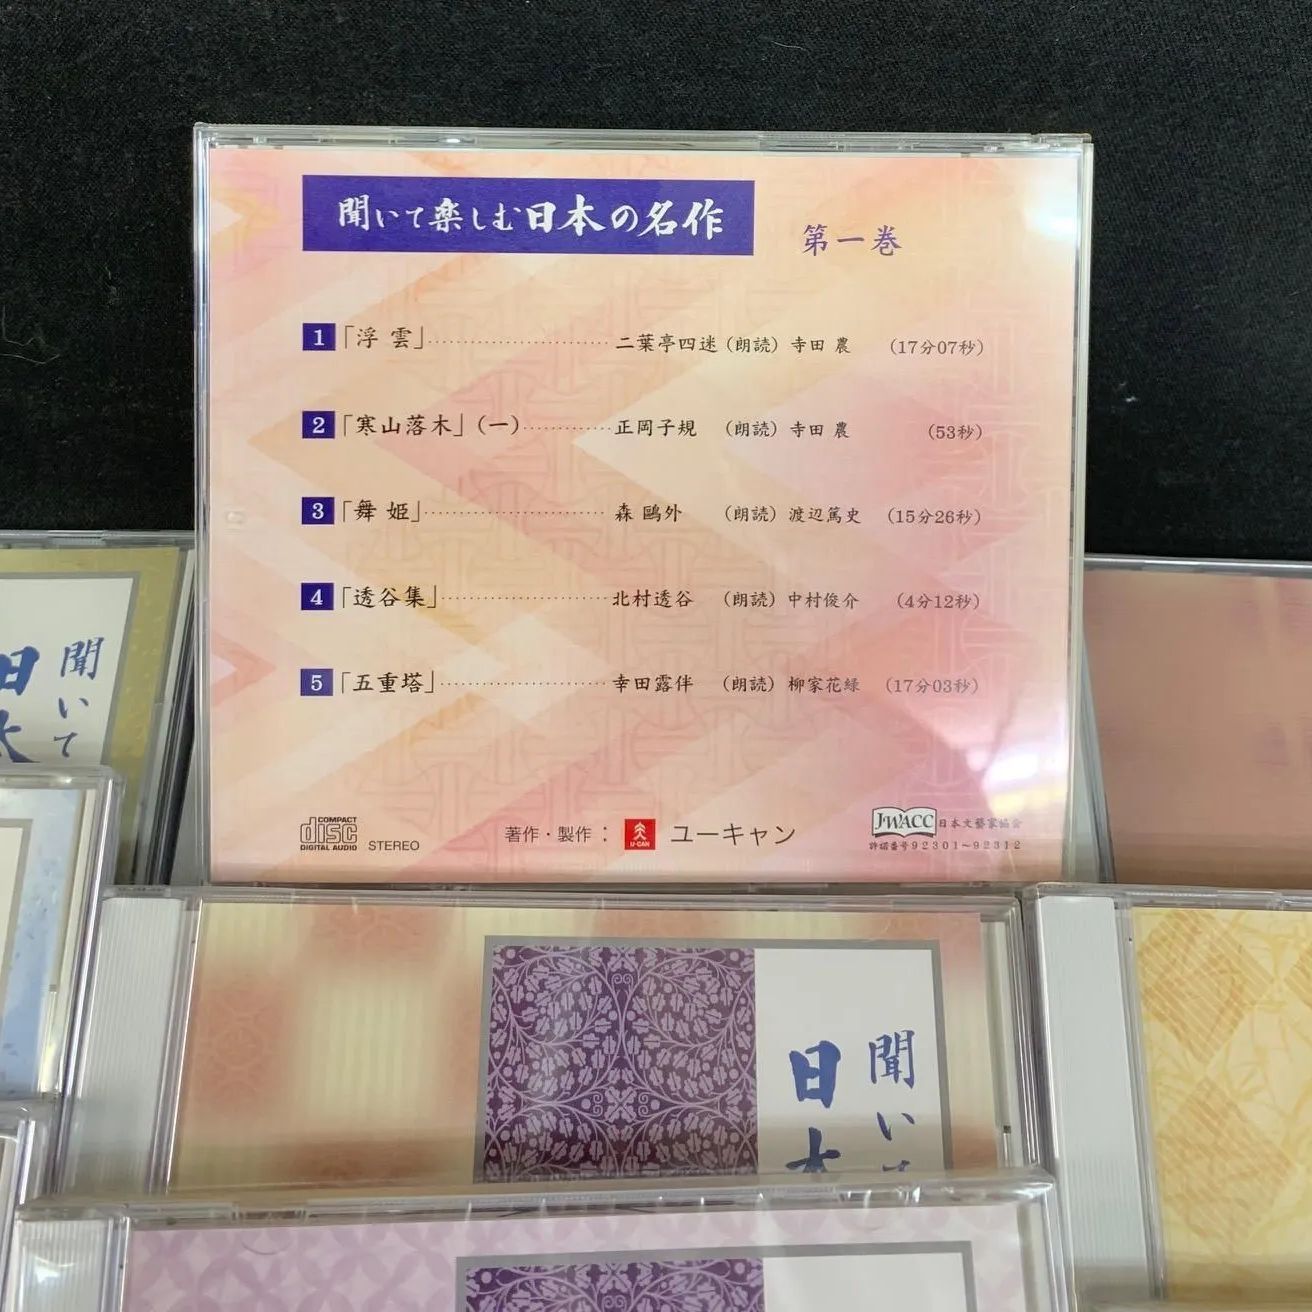 聞いて楽しむ日本の名作 第一巻
1 「浮雲」 二葉亭四迷 (朗読) 寺田 農 (17分07秒)
2 「寒山落木」(一) 正岡子規 (朗読) 寺田 農 (53秒)
3 「舞姫」 森 鷗外 (朗読) 渡辺篤史 (15分26秒)
4 「透谷集」 北村透谷 (朗読) 中村俊介 (4分12秒)
5 「五重塔」 幸田露伴 (朗読) 柳家花緑 (17分03秒)
COMPACT disc DIGITAL AUDIO STEREO
著作・製作: U-CAN ユーキャン
JWACC 日本文藝家協会
許諾番号92301~92312
聞いて
日本
聞いて
日本